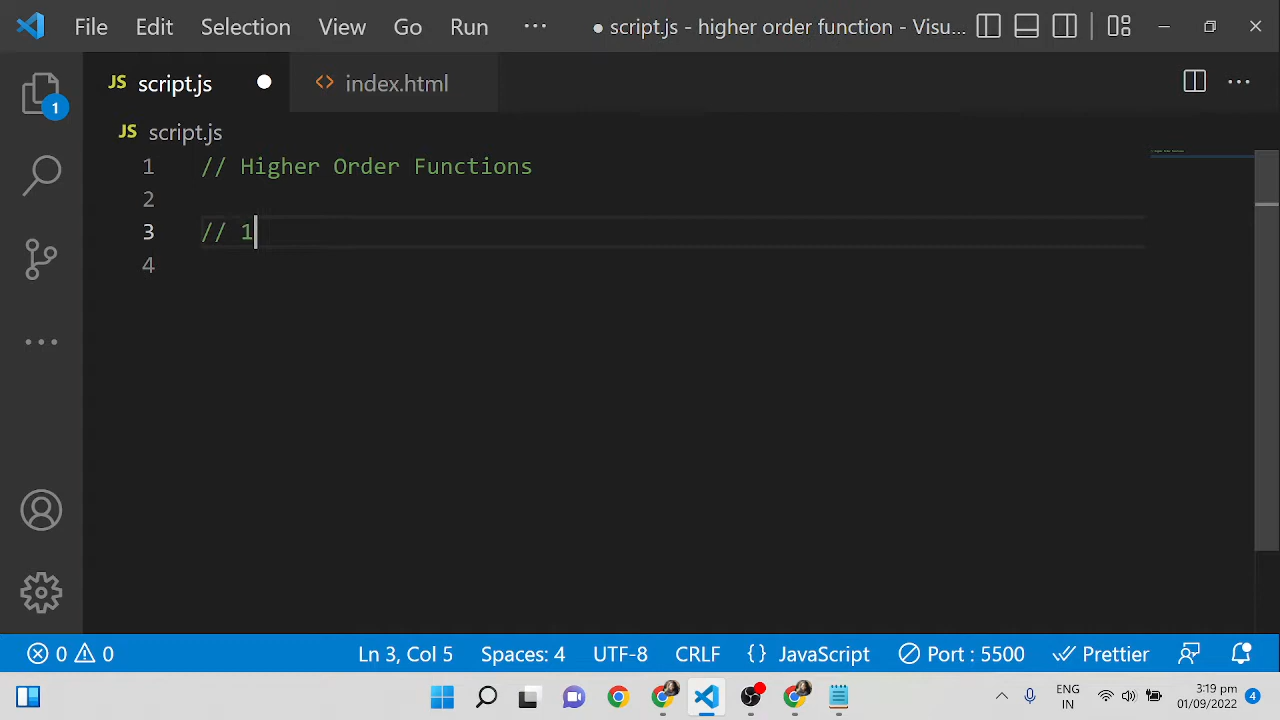 File Edit Selection View Go Run ··· ● script.js - higher order function - Visu...
JS script.js ● <> index.html ···
JS script.js
1 // Higher Order Functions
2
3 // 1
4
1
0 0 Ln 3, Col 5 Spaces: 4 UTF-8 CRLF {} JavaScript Port : 5500 Prettier
ENG
IN
3:19 pm
01/09/2022
4